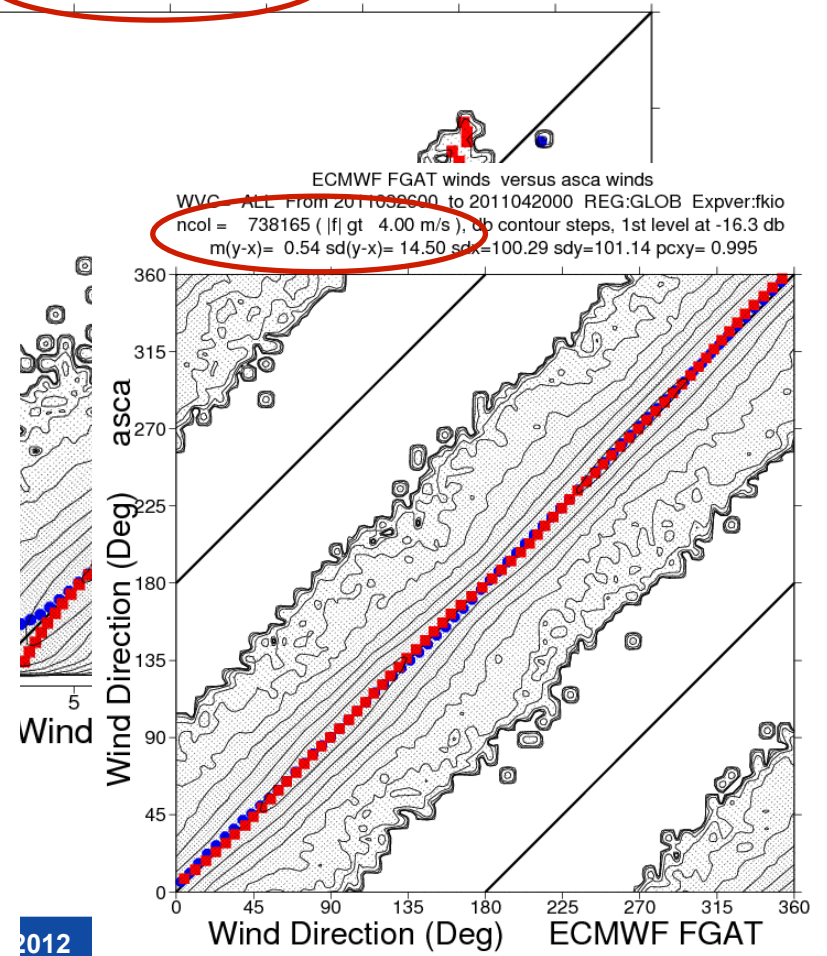 ECMWF FGAT winds versus asca winds
WVC= ALL From 2011032600 to 2011042000 REG:GLOB Expver:fkio
ncol = 738165 ( |f| gt 4.00 m/s ), db contour steps, 1st level at -16.3 db
m(y-x)= 0.54 sd(y-x)= 14.50 sdx=100.29 sdy=101.14 pcxy= 0.995
360
315
270
225
180
135
90
45
0
Wind Direction (Deg) asca
0 45 90 135 180 225 270 315 360
Wind Direction (Deg) ECMWF FGAT
5
Wind
2012